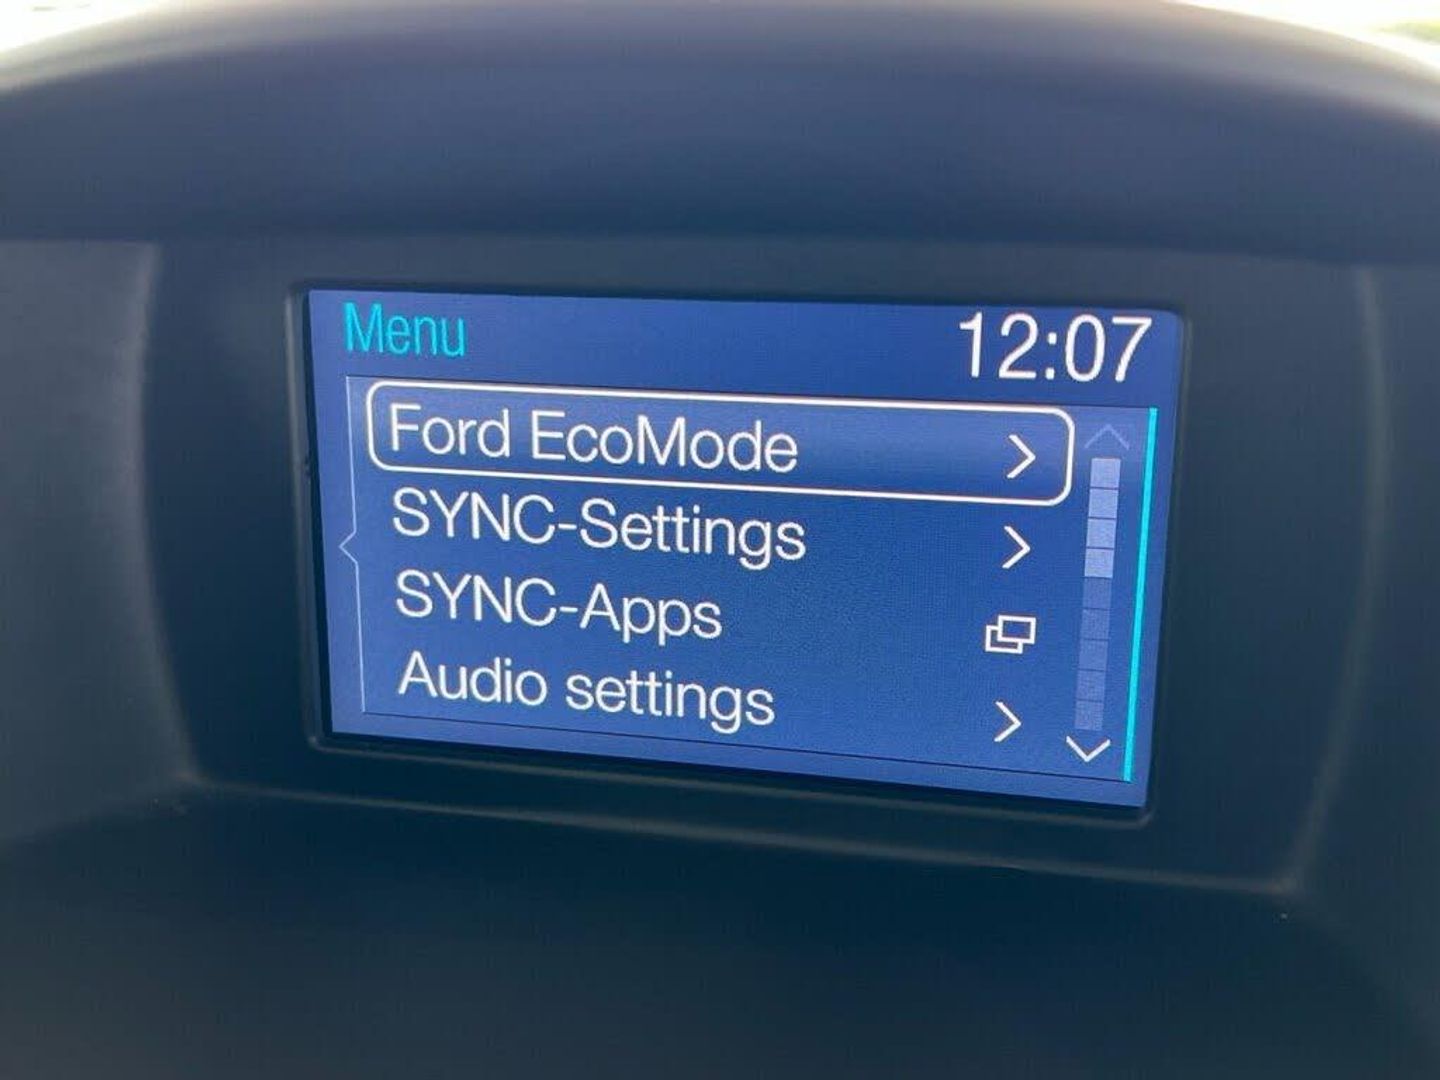 Menu 12:07
Ford EcoMode
SYNC-Settings
SYNC-Apps
Audio settings